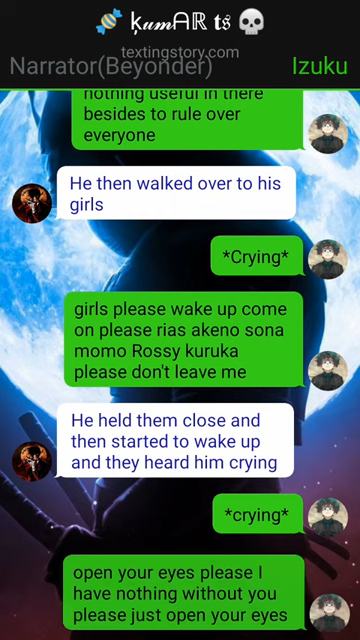 🍬 ķ𝓾𝓶ᗩℝ 𝖙𝖘 💀
textingstory.com
Narrator(Beyonder)
Izuku
nothing useful in there
besides to rule over
everyone
He then walked over to his
girls
*Crying*
girls please wake up come
on please rias akeno sona
momo Rossy kuruka
please don't leave me
He held them close and
then started to wake up
and they heard him crying
*crying*
open your eyes please I
have nothing without you
please just open your eyes